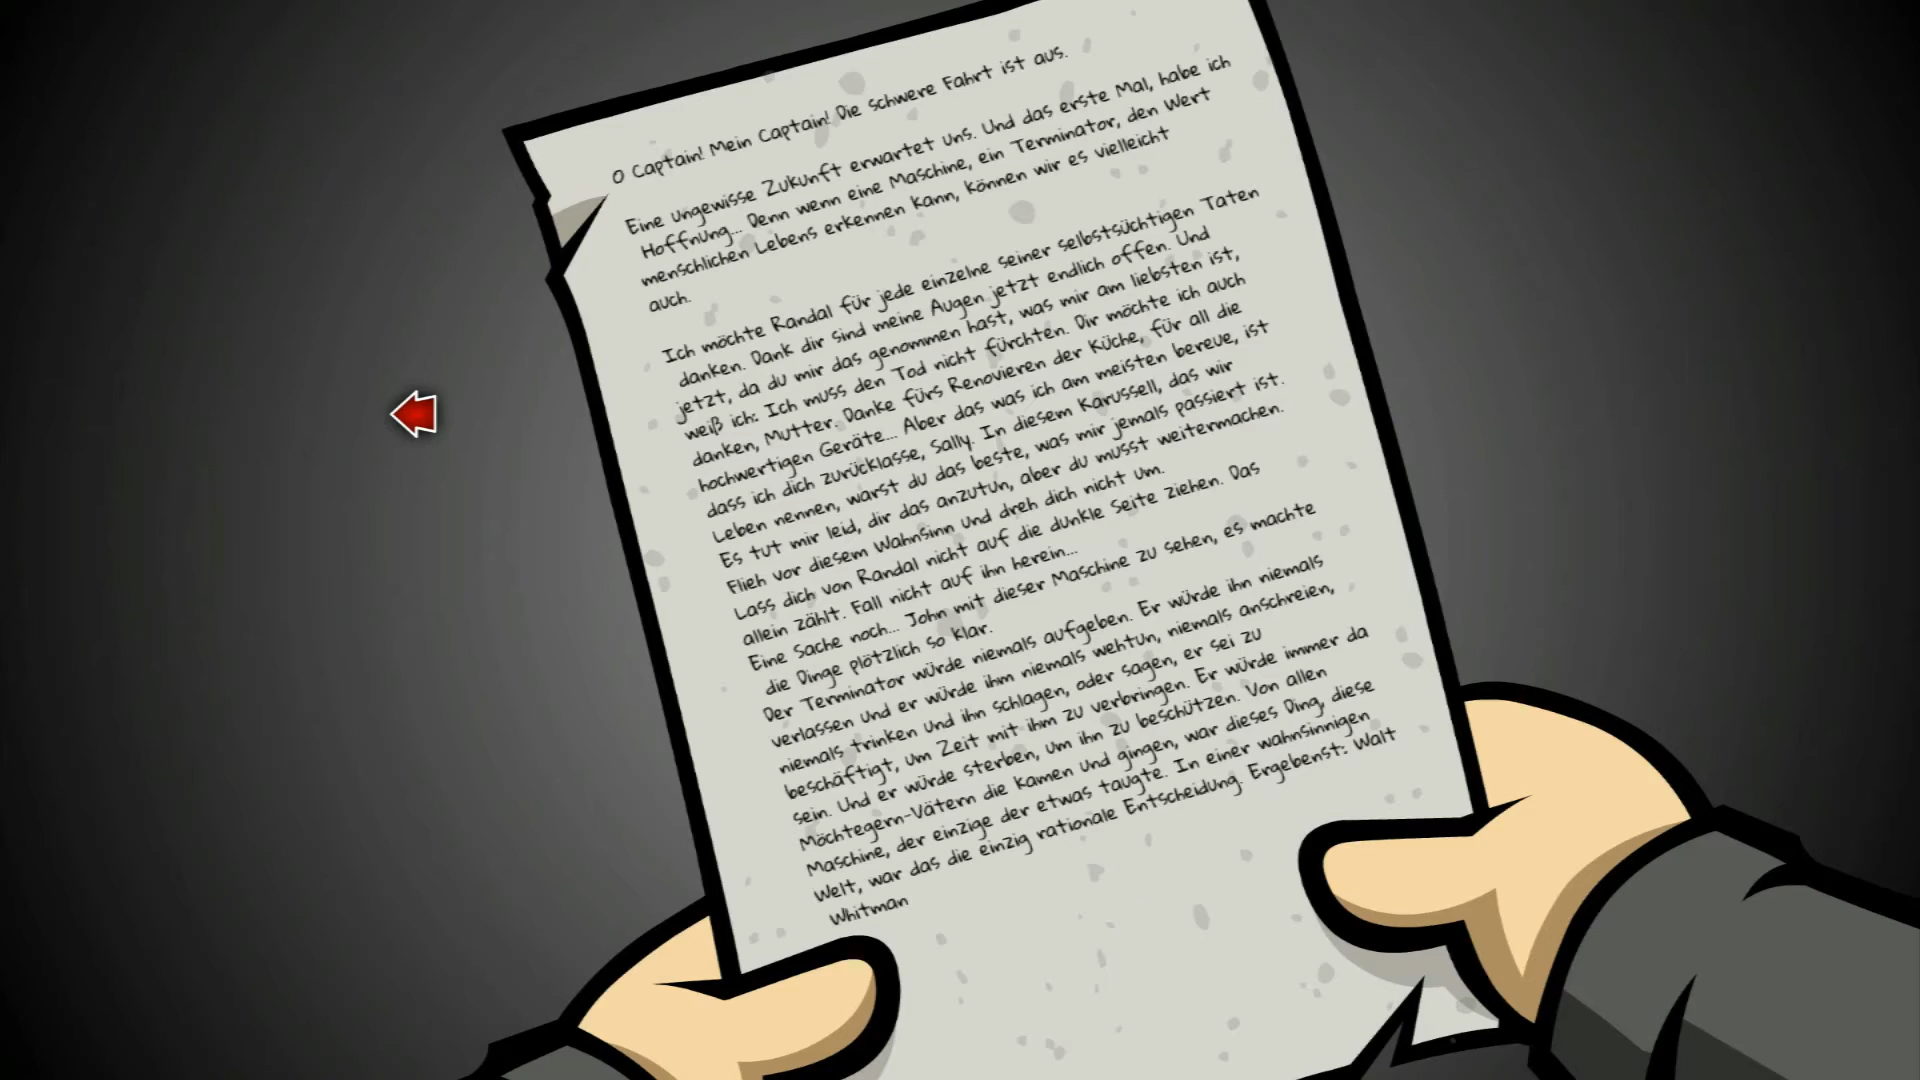 O Captain! Mein Captain! Die schwere Fahrt ist aus.
Eine ungewisse Zukunft erwartet uns. Und das erste Mal, habe ich
Hoffnung... Denn wenn eine Maschine, ein Terminator, den Wert
menschlichen Lebens erkennen kann, können wir es vielleicht
auch.
Ich möchte Randal für jede einzelne seiner selbstsüchtigen Taten
danken. Dank dir sind meine Augen jetzt endlich offen. Und
jetzt, da du mir das genommen hast, was mir am liebsten ist,
weiß ich: Ich muss den Tod nicht fürchten. Dir möchte ich auch
danken, Mutter. Danke fürs Renovieren der Küche, für all die
hochwertigen Geräte... Aber das was ich am meisten bereue, ist
dass ich dich zurücklasse, Sally. In diesem Karussell, das wir
Leben nennen, warst du das beste, was mir jemals passiert ist.
Es tut mir leid, dir das anzutun, aber du musst weitermachen.
Flieh vor diesem Wahnsinn und dreh dich nicht um.
Lass dich von Randal nicht auf die dunkle Seite ziehen. Das
allein zählt. Fall nicht auf ihn herein...
Eine Sache noch... John mit dieser Maschine zu sehen, es machte
die Dinge plötzlich so klar.
Der Terminator würde niemals aufgeben. Er würde ihn niemals
verlassen und er würde ihm niemals wehtun, niemals anschreien,
niemals trinken und ihn schlagen, oder sagen, er sei zu
beschäftigt, um Zeit mit ihm zu verbringen. Er würde immer da
sein. Und er würde sterben, um ihn zu beschützen. Von allen
Möchtegern-Vätern die kamen und gingen, war dieses Ding, diese
Maschine, der einzige der etwas taugte. In einer wahnsinnigen
Welt, war das die einzig rationale Entscheidung. Ergebenst: Walt
Whitman